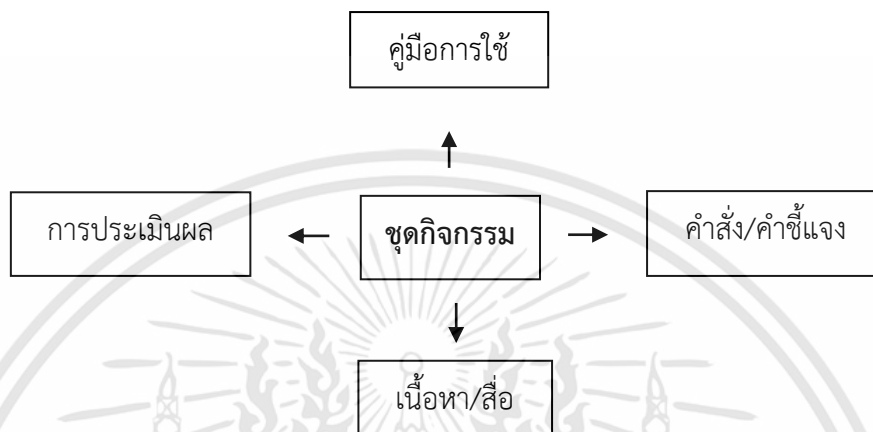 คู่มือการใช้
การประเมินผล
ชุดกิจกรรม
คำสั่ง/คำชี้แจง
เนื้อหา/สื่อ